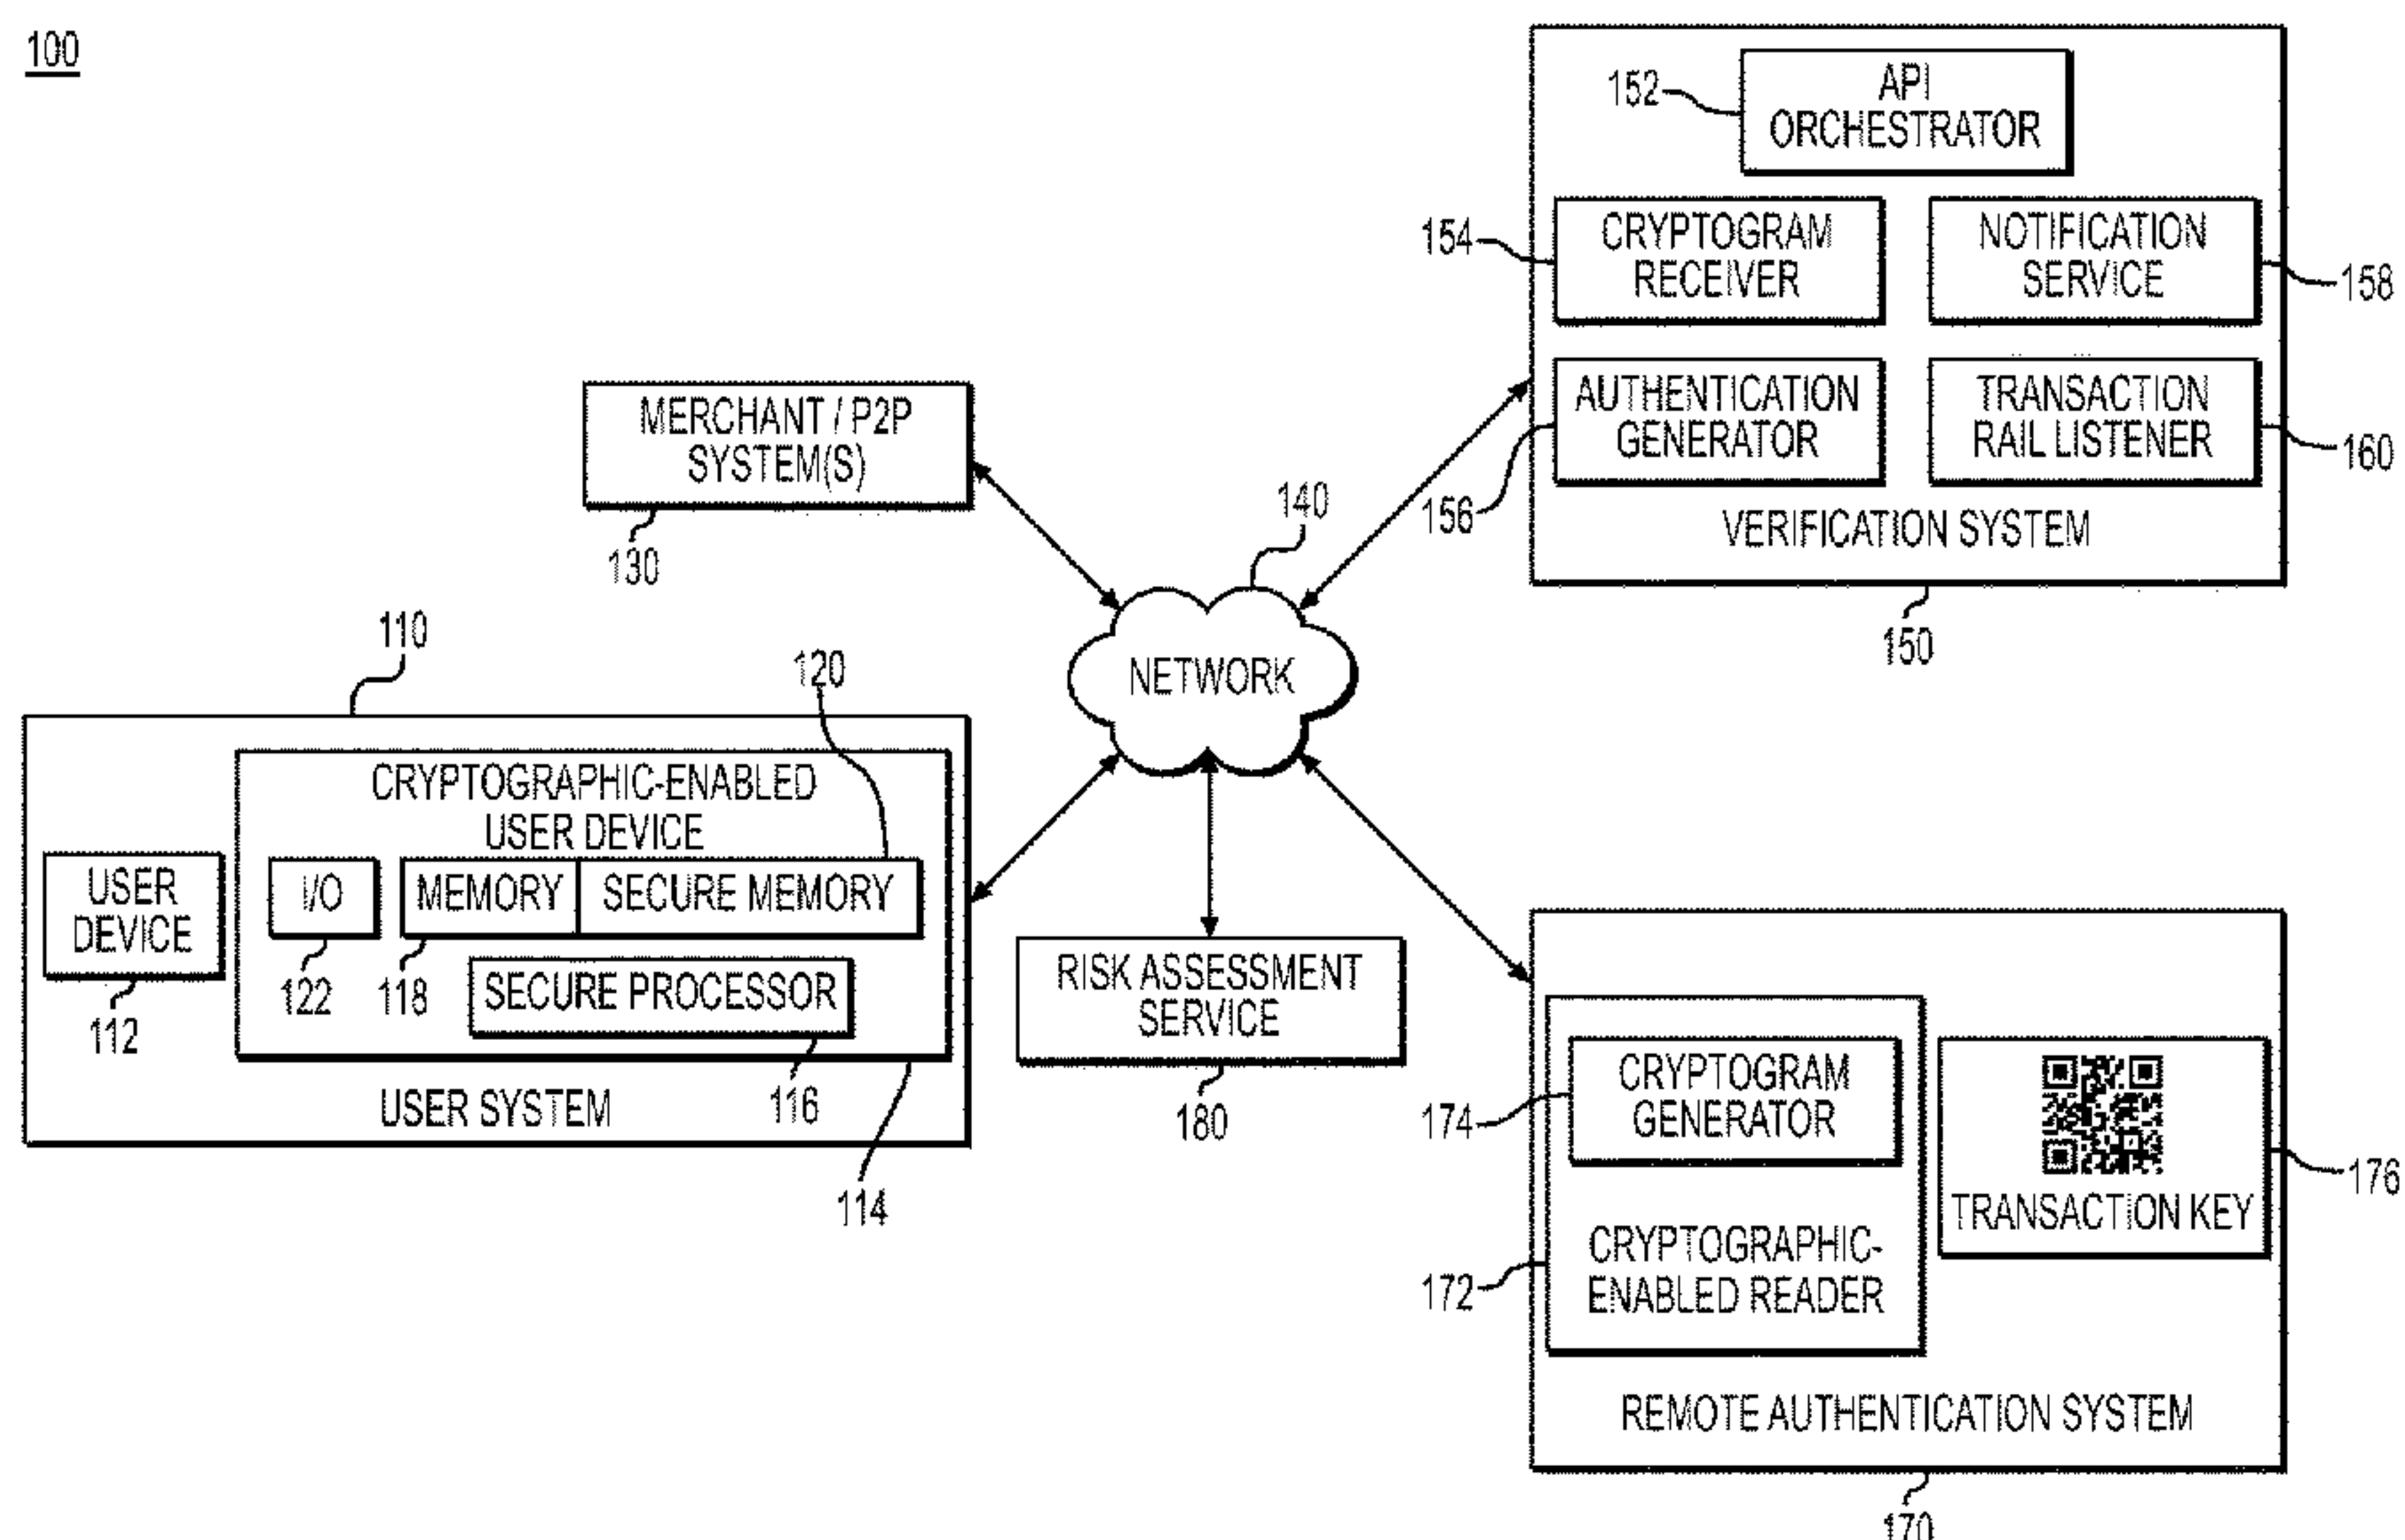 100
152
API
ORCHESTRATOR
154
CRYPTOGRAM
RECEIVER
NOTIFICATION
SERVICE
158
156
AUTHENTICATION
GENERATOR
TRANSACTION
RAIL LISTENER
160
VERIFICATION SYSTEM
150
MERCHANT / P2P
SYSTEM(S)
130
140
NETWORK
110
120
CRYPTOGRAPHIC-ENABLED
USER DEVICE
USER
DEVICE
112
I/O
122
MEMORY
118
SECURE MEMORY
SECURE PROCESSOR
116
114
USER SYSTEM
RISK ASSESSMENT
SERVICE
180
174
CRYPTOGRAM
GENERATOR
172
CRYPTOGRAPHIC-
ENABLED READER
TRANSACTION KEY
176
REMOTE AUTHENTICATION SYSTEM
170